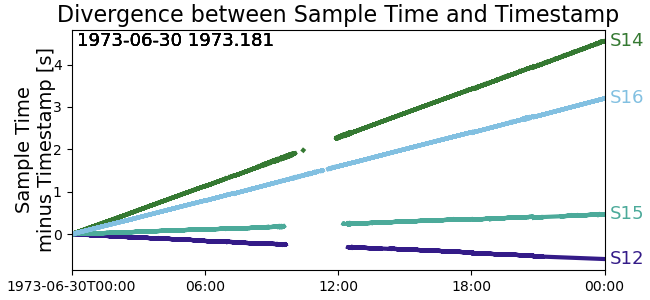 Divergence between Sample Time and Timestamp
1973-06-30 1973.181
Sample Time
minus Timestamp [s]
4
3
2
1
0
S14
S16
S15
S12
1973-06-30T00:00
06:00
12:00
18:00
00:00